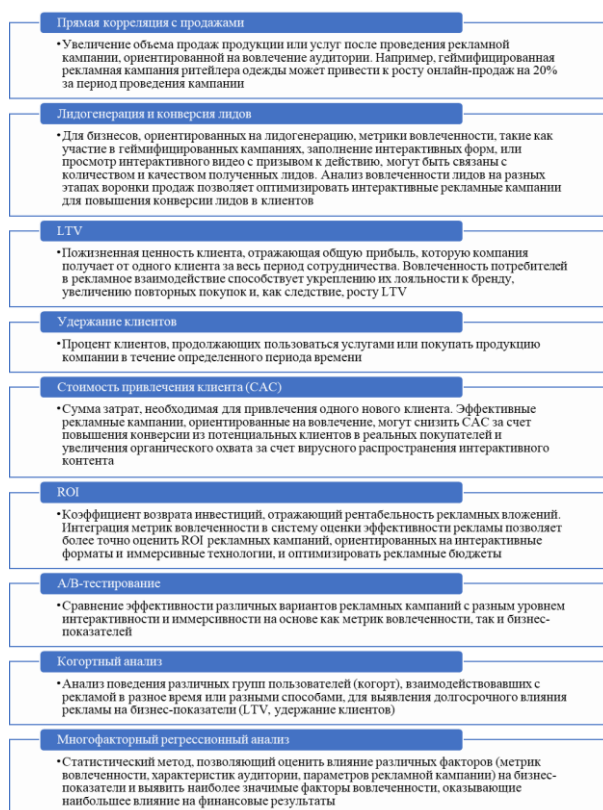 Прямая корреляция с продажами
•Увеличение объема продаж продукции или услуг после проведения рекламной
кампании, ориентированной на вовлечение аудитории. Например, геймифицированная
рекламная кампания ритейлера одежды может привести к росту онлайн-продаж на 20%
за период проведения кампании
Лидогенерация и конверсия лидов
•Для бизнесов, ориентированных на лидогенерацию, метрики вовлеченности, такие как
участие в геймифицированных кампаниях, заполнение интерактивных форм, или
просмотр интерактивного видео с призывом к действию, могут быть связаны с
количеством и качеством полученных лидов. Анализ вовлеченности лидов на разных
этапах воронки продаж позволяет оптимизировать интерактивные рекламные кампании
для повышения конверсии лидов в клиентов
LTV
•Пожизненная ценность клиента, отражающая общую прибыль, которую компания
получает от одного клиента за весь период сотрудничества. Вовлеченность потребителей
в рекламное взаимодействие способствует укреплению их лояльности к бренду,
увеличению повторных покупок и, как следствие, росту LTV
Удержание клиентов
•Процент клиентов, продолжающих пользоваться услугами или покупать продукцию
компании в течение определенного периода времени
Стоимость привлечения клиента (CAC)
•Сумма затрат, необходимая для привлечения одного нового клиента. Эффективные
рекламные кампании, ориентированные на вовлечение, могут снизить CAC за счет
повышения конверсии из потенциальных клиентов в реальных покупателей и
увеличения органического охвата за счет вирусного распространения интерактивного
контента
ROI
•Коэффициент возврата инвестиций, отражающий рентабельность рекламных вложений.
Интеграция метрик вовлеченности в систему оценки эффективности рекламы позволяет
более точно оценить ROI рекламных кампаний, ориентированных на интерактивные
форматы и иммерсивные технологии, и оптимизировать рекламные бюджеты
A/B-тестирование
•Сравнение эффективности различных вариантов рекламных кампаний с разным уровнем
интерактивности и иммерсивности на основе как метрик вовлеченности, так и бизнес-
показателей
Когортный анализ
•Анализ поведения различных групп пользователей (когорт), взаимодействовавших с
рекламой в разное время или разными способами, для выявления долгосрочного влияния
рекламы на бизнес-показатели (LTV, удержание клиентов)
Многофакторный регрессионный анализ
•Статистический метод, позволяющий оценить влияние различных факторов (метрик
вовлеченности, характеристик аудитории, параметров рекламной кампании) на бизнес-
показатели и выявить наиболее значимые факторы вовлеченности, оказывающие
наибольшее влияние на финансовые результаты